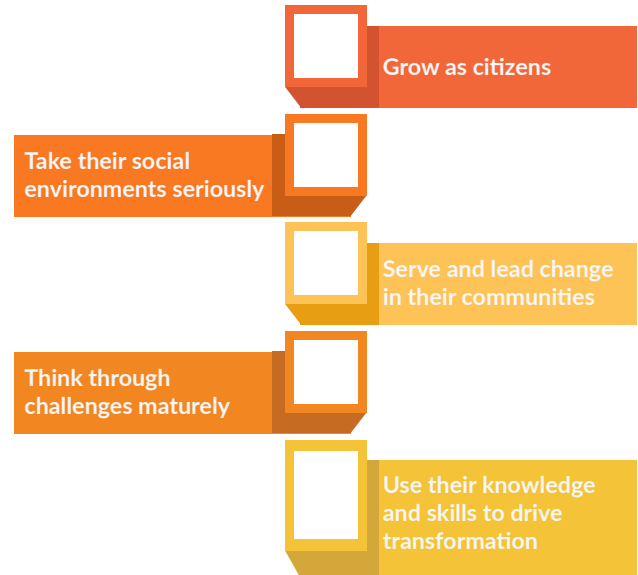 Grow as citizens
Take their social
environments seriously
Serve and lead change
in their communities
Think through
challenges maturely
Use their knowledge
and skills to drive
transformation